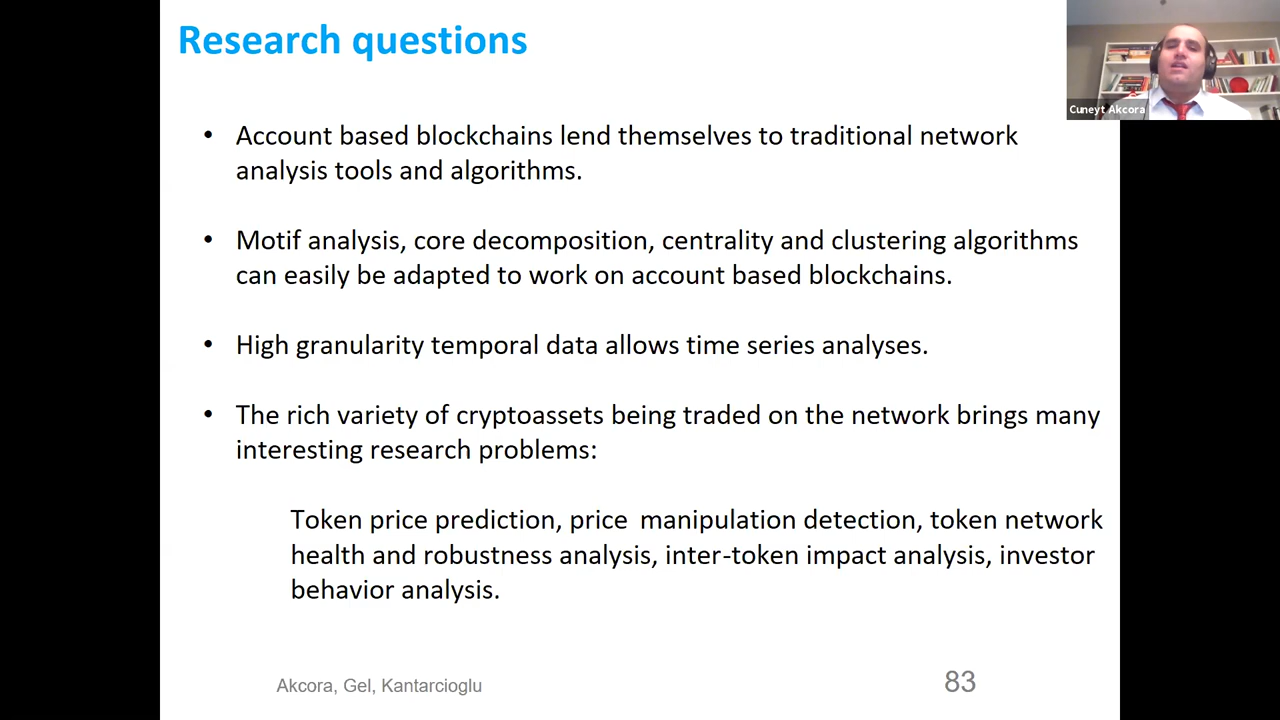 Research questions
Cuneyt Akcora
• Account based blockchains lend themselves to traditional network
analysis tools and algorithms.
• Motif analysis, core decomposition, centrality and clustering algorithms
can easily be adapted to work on account based blockchains.
• High granularity temporal data allows time series analyses.
• The rich variety of cryptoassets being traded on the network brings many
interesting research problems:
Token price prediction, price manipulation detection, token network
health and robustness analysis, inter-token impact analysis, investor
behavior analysis.
Akcora, Gel, Kantarcioglu
83